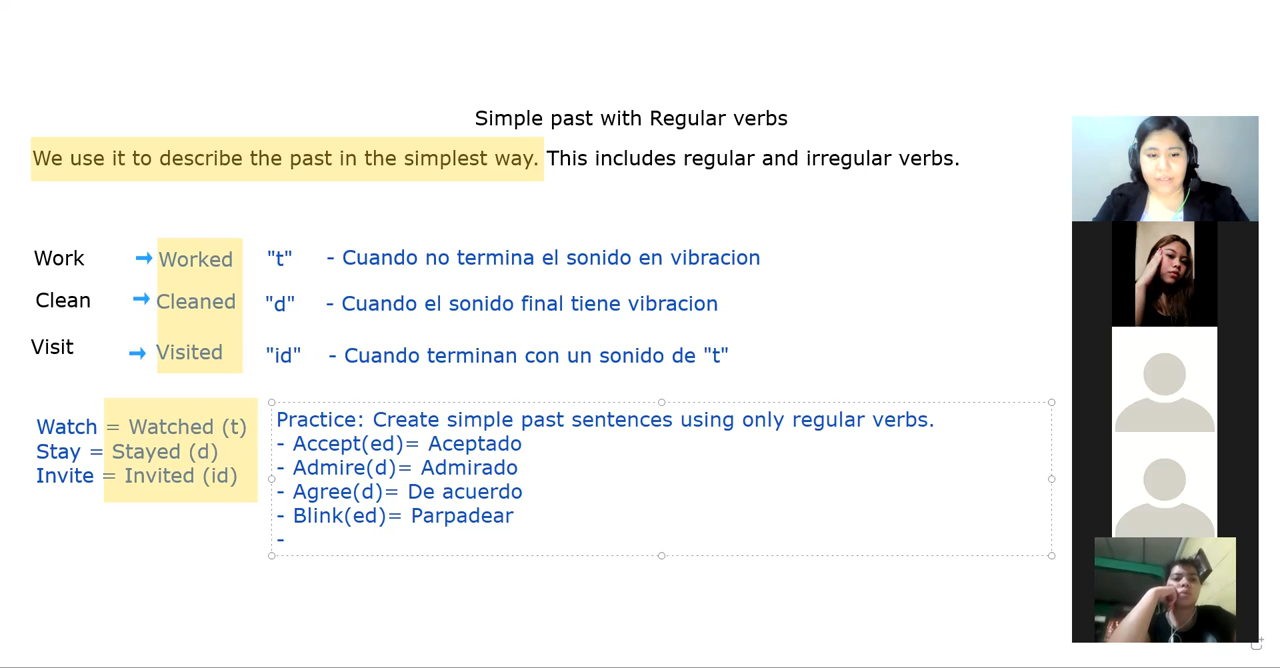 Simple past with Regular verbs
We use it to describe the past in the simplest way. This includes regular and irregular verbs.
Work → Worked "t" - Cuando no termina el sonido en vibracion
Clean → Cleaned "d" - Cuando el sonido final tiene vibracion
Visit → Visited "id" - Cuando terminan con un sonido de "t"
Watch = Watched (t)
Stay = Stayed (d)
Invite = Invited (id)
Practice: Create simple past sentences using only regular verbs.
- Accept(ed)= Aceptado
- Admire(d)= Admirado
- Agree(d)= De acuerdo
- Blink(ed)= Parpadear
-